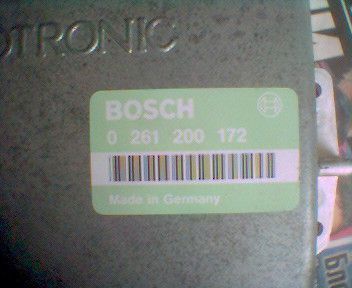 OTRONIC
BOSCH
0 261 200 172
Made in Germany